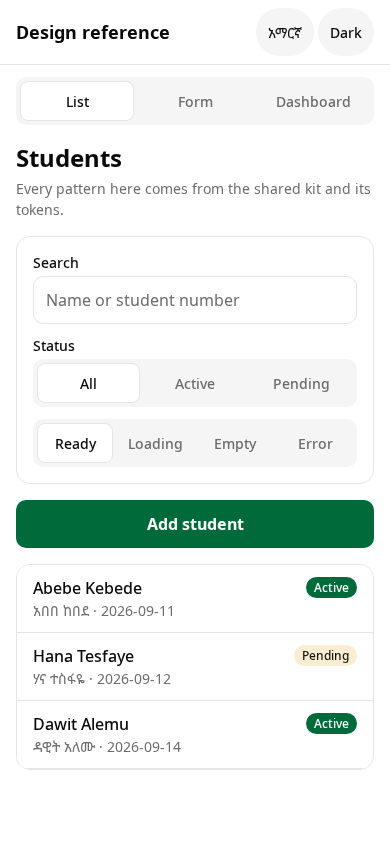 Design reference
አማርኛ
Dark
List
Form
Dashboard
Students
Every pattern here comes from the shared kit and its
tokens.
Search
Name or student number
Status
All
Active
Pending
Ready
Loading
Empty
Error
Add student
Abebe Kebede
Active
አበበ ከበደ · 2026-09-11
Hana Tesfaye
Pending
ሃና ተስፋዬ · 2026-09-12
Dawit Alemu
Active
ዳዊት አለሙ · 2026-09-14